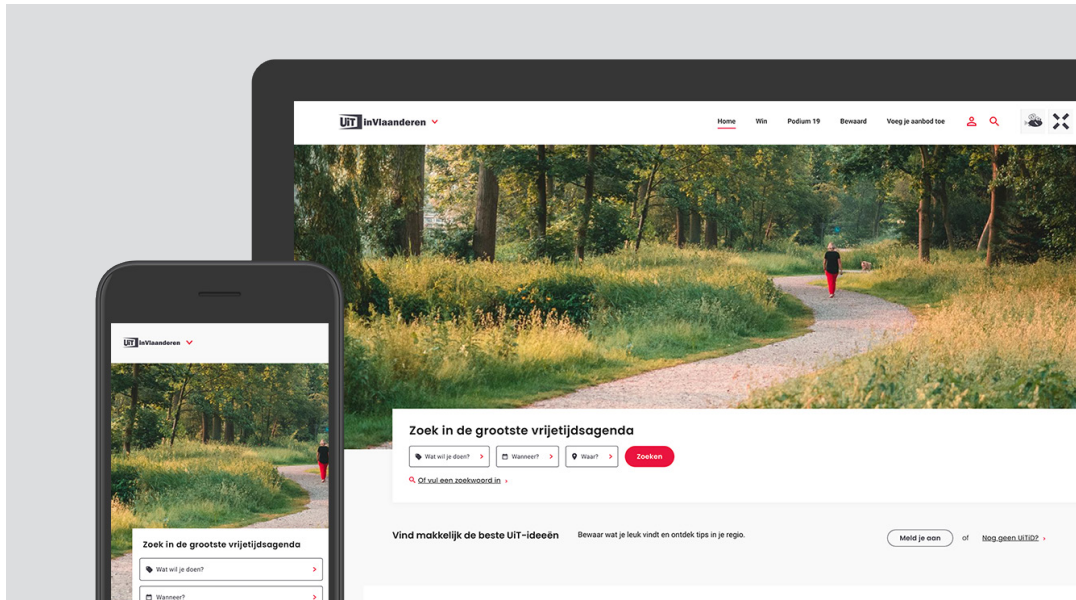 UiT inVlaanderen
Home Win Podium 19 Bewaard Voeg je aanbod toe
Zoek in de grootste vrijetijdsagenda
Wat wil je doen? Wanneer? Waar? Zoeken
Of vul een zoekwoord in
Vind makkelijk de beste UiT-ideeën Bewaar wat je leuk vindt en ontdek tips in je regio. Meld je aan of Nog geen UiTiD?
UiT inVlaanderen
Zoek in de grootste vrijetijdsagenda
Wat wil je doen?
Wanneer?